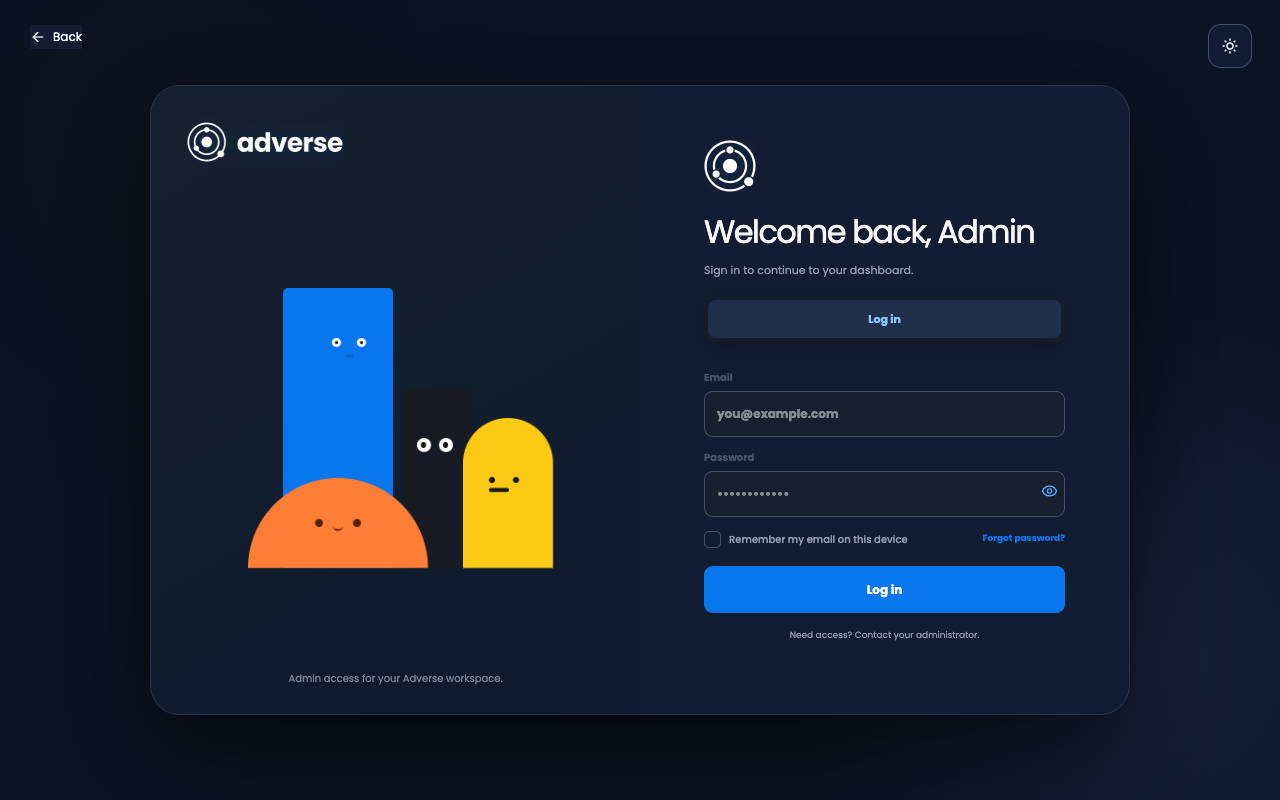 Back
adverse
Welcome back, Admin
Sign in to continue to your dashboard.
Log in
Email
you@example.com
Password
••••••••••••
Remember my email on this device
Forgot password?
Log in
Need access? Contact your administrator.
Admin access for your Adverse workspace.